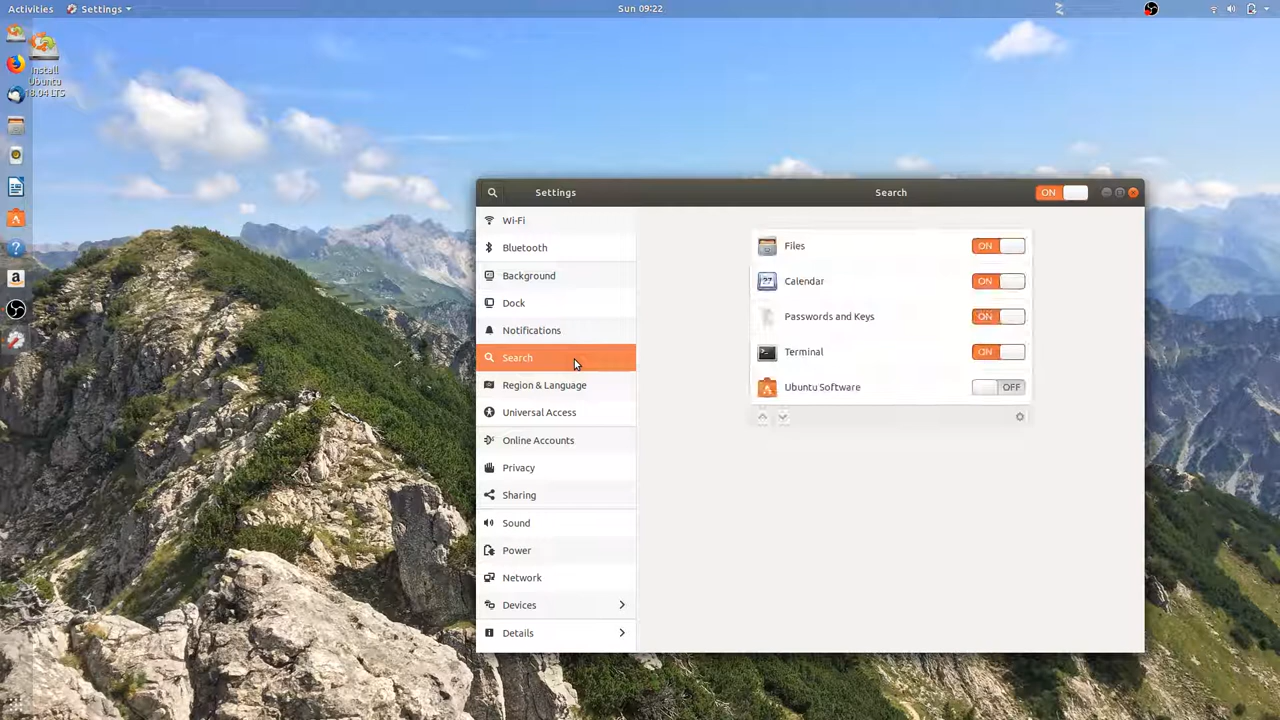 Activities
Settings
Sun 09:22
Install
Ubuntu
18.04 LTS
Settings
Search
ON
Wi-Fi
Bluetooth
Background
Dock
Notifications
Search
Region & Language
Universal Access
Online Accounts
Privacy
Sharing
Sound
Power
Network
Devices
Details
Files
ON
Calendar
ON
Passwords and Keys
ON
Terminal
ON
Ubuntu Software
OFF